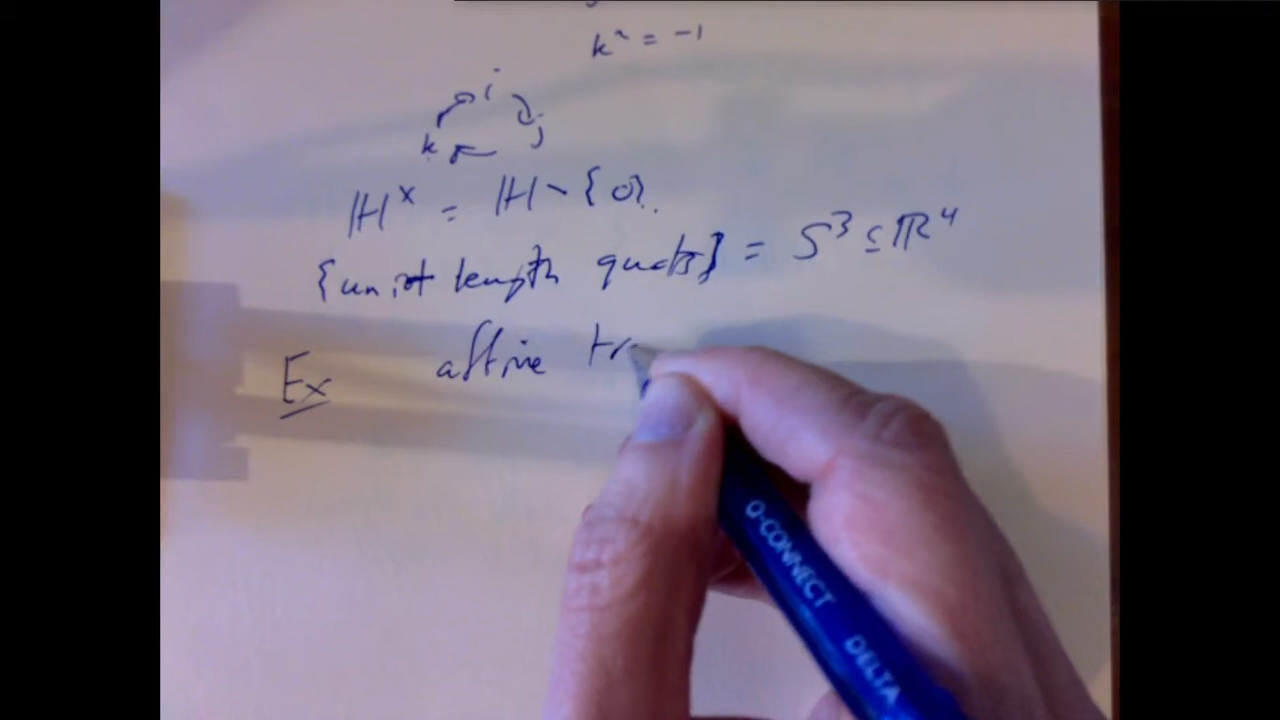 k² = -1
i
k j
ℍ^× = ℍ \ {0}.
{unit length quats} = S³ ⊆ ℝ⁴
Ex affine tr
O-CONNECT DELTA